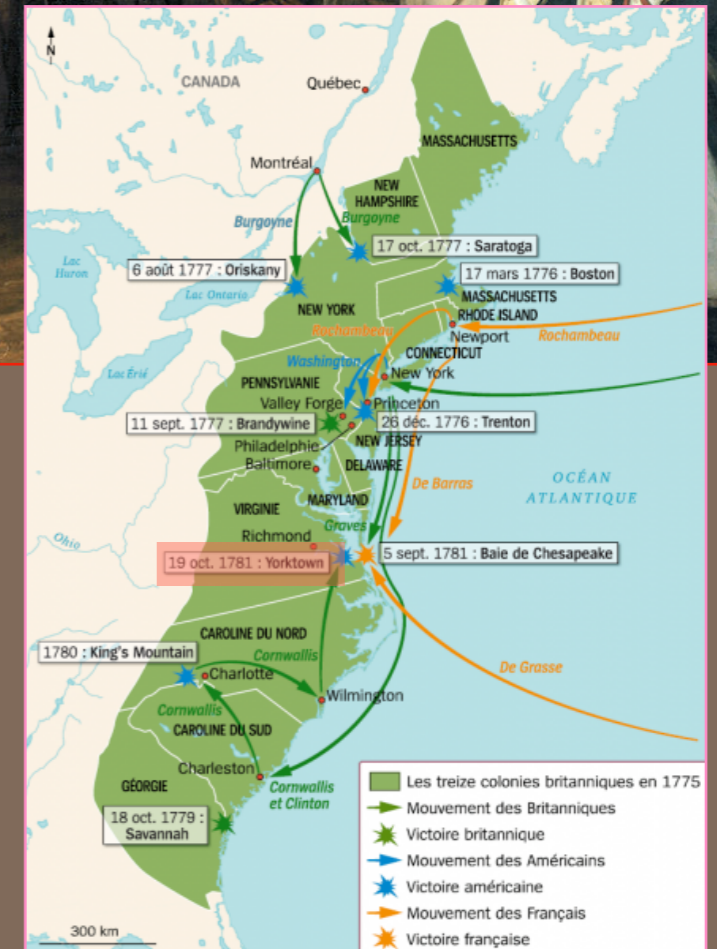 N
CANADA
Québec
MASSACHUSETTS
Montréal
NEW
HAMPSHIRE
Burgoyne
Burgoyne
Lac
Huron
17 oct. 1777 : Saratoga
6 août 1777 : Oriskany
17 mars 1776 : Boston
Lac Ontario
MASSACHUSETTS
NEW YORK
RHODE ISLAND
Rochambeau
Newport
Rochambeau
CONNECTICUT
Washington
Lac Érié
New York
PENNSYLVANIE
Valley Forge
Princeton
11 sept. 1777 : Brandywine
26 déc. 1776 : Trenton
Philadelphie
NEW JERSEY
Baltimore
DELAWARE
De Barras
OCÉAN
ATLANTIQUE
MARYLAND
VIRGINIE
Graves
Richmond
Ohio
19 oct. 1781 : Yorktown
5 sept. 1781 : Baie de Chesapeake
CAROLINE DU NORD
1780 : King's Mountain
Cornwallis
De Grasse
Charlotte
Wilmington
Cornwallis
CAROLINE DU SUD
Charleston
GÉORGIE
Cornwallis
et Clinton
18 oct. 1779 :
Savannah
Les treize colonies britanniques en 1775
Mouvement des Britanniques
Victoire britannique
Mouvement des Américains
Victoire américaine
Mouvement des Français
Victoire française
300 km